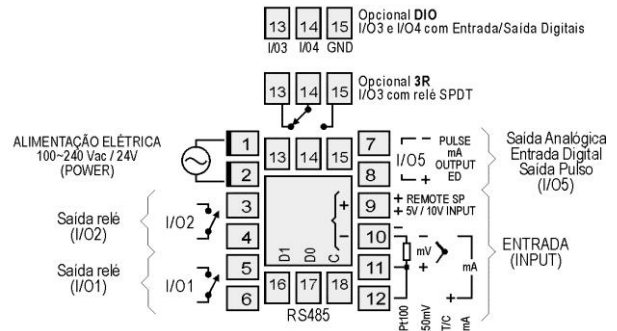 13 14 15 Opcional DIO
I/O3 e I/O4 com Entrada/Saída Digitais
I/03 I/04 GND
13 14 15 Opcional 3R
I/O3 com relé SPDT
ALIMENTAÇÃO ELÉTRICA
100~240 Vac / 24V
(POWER)
1
2
13 14 15
7
8
I/O5
- PULSE
mA
OUTPUT
+ ED
Saída Analógica
Entrada Digital
Saída Pulso
(I/O5)
Saída relé
(I/O2)
I/O2
3
4
Saída relé
(I/O1)
I/O1
5
6
+
-
D1 D0 C
16 17 18
RS485
9
10
11
12
+ REMOTE SP
+ 5V / 10V INPUT
-
mV
+
mA
+
Pt100
50mV
T/C
mA
ENTRADA
(INPUT)